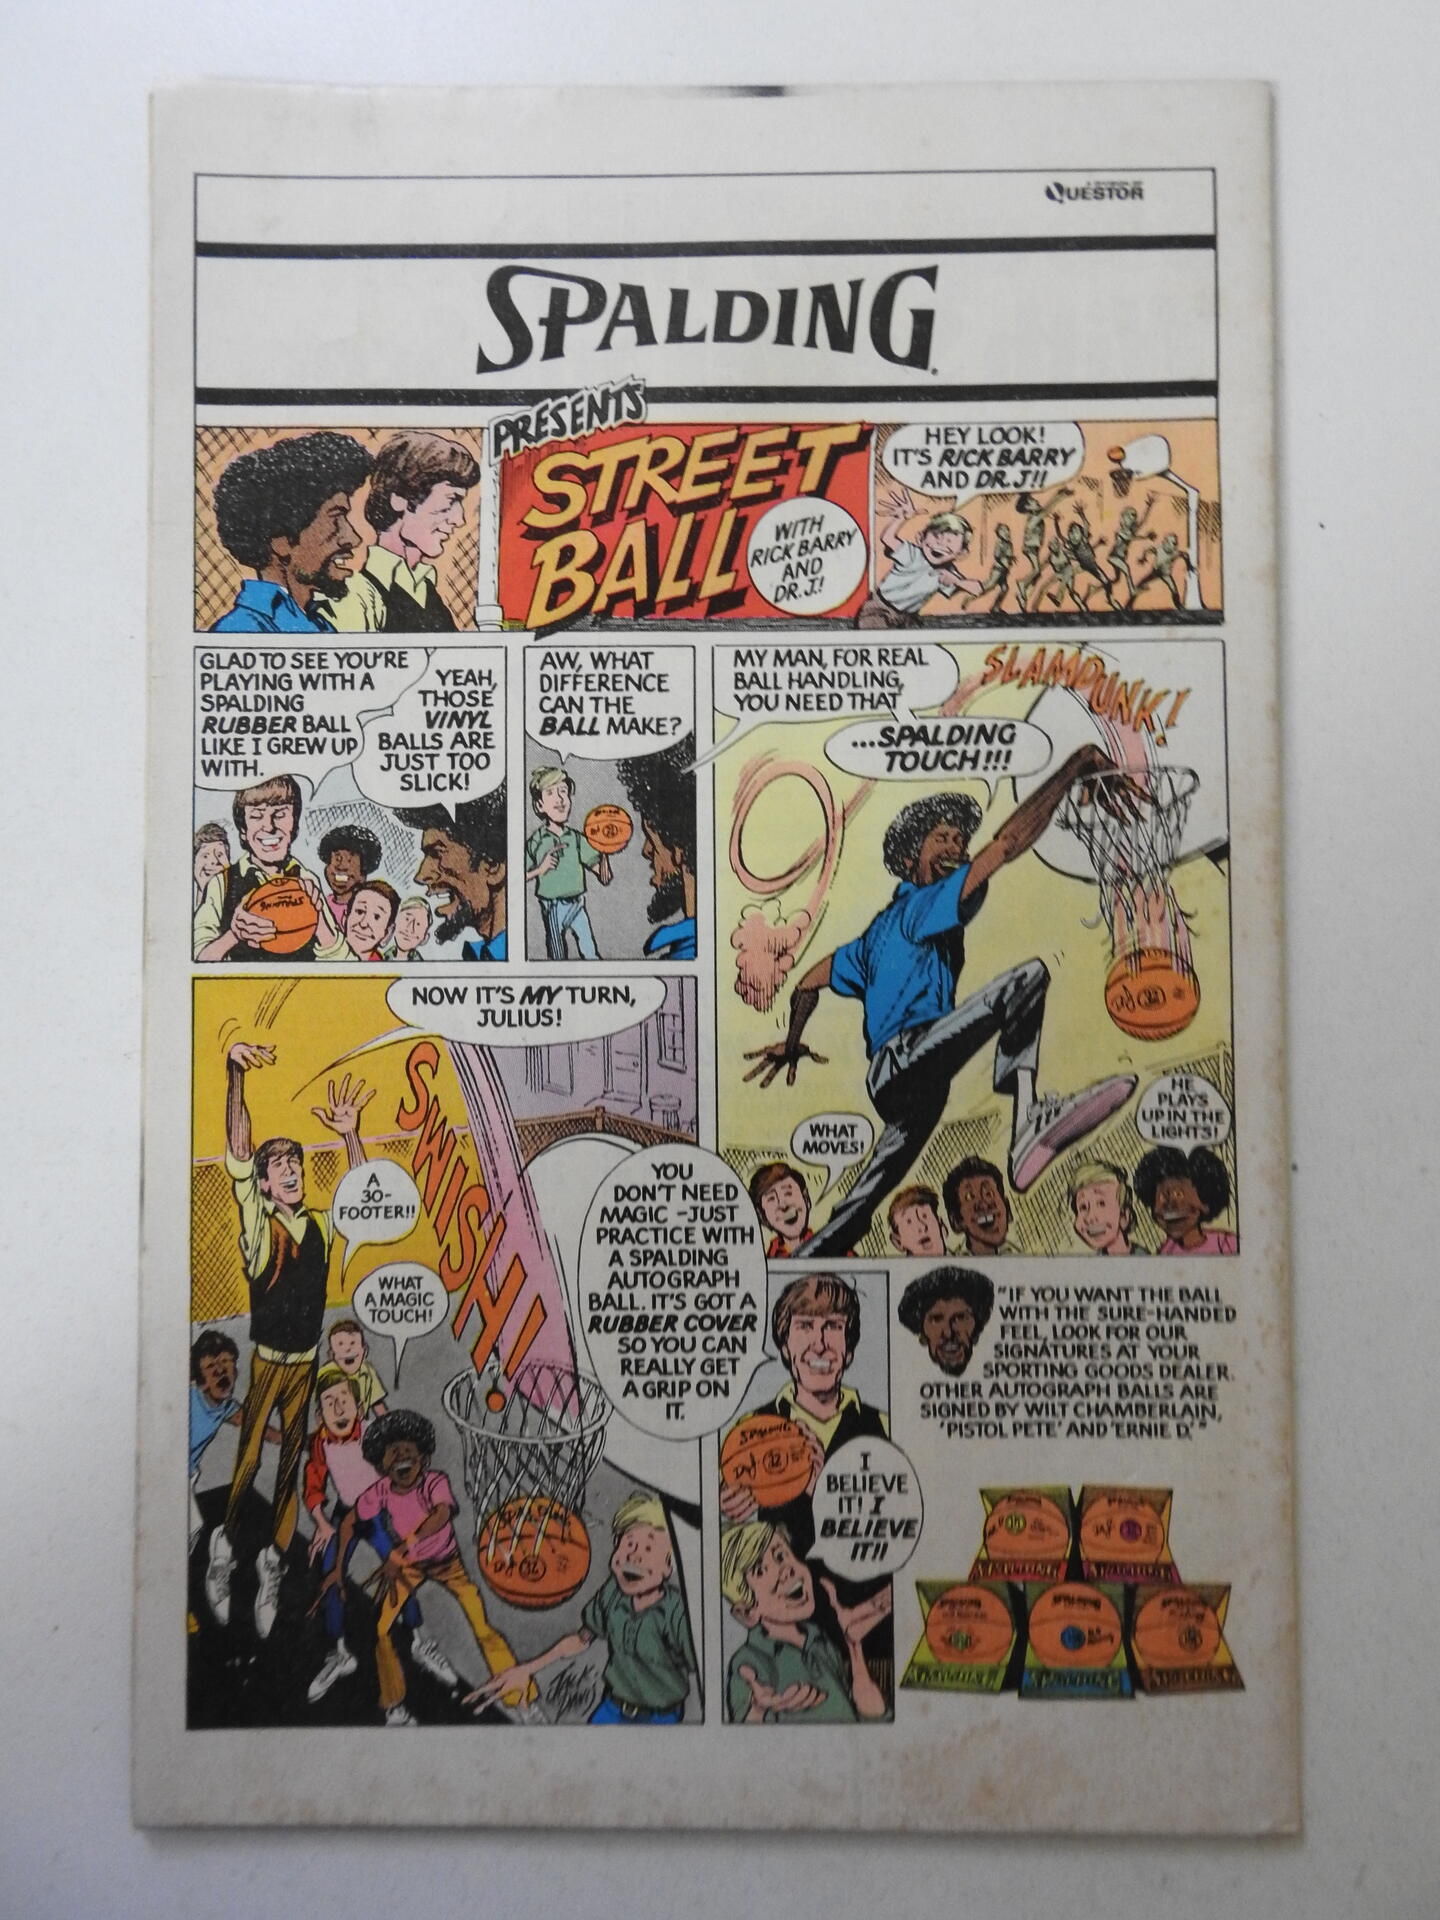 QUESTOR
SPALDING
PRESENTS
STREET
BALL
WITH
RICK BARRY
AND
DR. J.!
HEY LOOK!
IT'S RICK BARRY
AND DR. J!!
GLAD TO SEE YOU'RE
PLAYING WITH A
SPALDING
RUBBER BALL
LIKE I GREW UP
WITH.
YEAH,
THOSE
VINYL
BALLS ARE
JUST TOO
SLICK!
AW, WHAT
DIFFERENCE
CAN THE
BALL MAKE?
MY MAN, FOR REAL
BALL HANDLING,
YOU NEED THAT
...SPALDING
TOUCH!!!
SLAMDUNK!
WHAT
MOVES!
HE
PLAYS
UP IN THE
LIGHTS!
NOW IT'S MY TURN,
JULIUS!
SWISH!
A
30-
FOOTER!!
WHAT
A MAGIC
TOUCH!
YOU
DON'T NEED
MAGIC - JUST
PRACTICE WITH
A SPALDING
AUTOGRAPH
BALL. IT'S GOT A
RUBBER COVER
SO YOU CAN
REALLY GET
A GRIP ON
IT.
I
BELIEVE
IT! I
BELIEVE
IT!!
"IF YOU WANT THE BALL
WITH THE SURE-HANDED
FEEL, LOOK FOR OUR
SIGNATURES AT YOUR
SPORTING GOODS DEALER.
OTHER AUTOGRAPH BALLS ARE
SIGNED BY WILT CHAMBERLAIN,
'PISTOL PETE' AND 'ERNIE D.'"